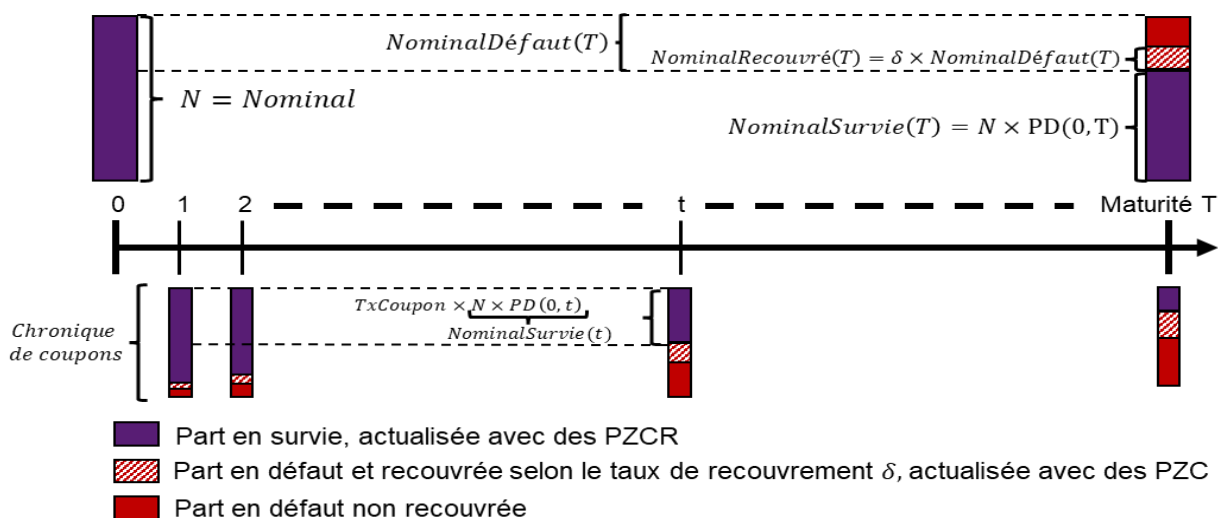 NominalDéfaut(T)
NominalRecouvré(T) = δ × NominalDéfaut(T)
N = Nominal
NominalSurvie(T) = N × PD(0,T)
0 1 2 t Maturité T
TxCoupon × N × PD(0, t)
NominalSurvie(t)
Chronique
de coupons
Part en survie, actualisée avec des PZCR
Part en défaut et recouvrée selon le taux de recouvrement δ, actualisée avec des PZC
Part en défaut non recouvrée